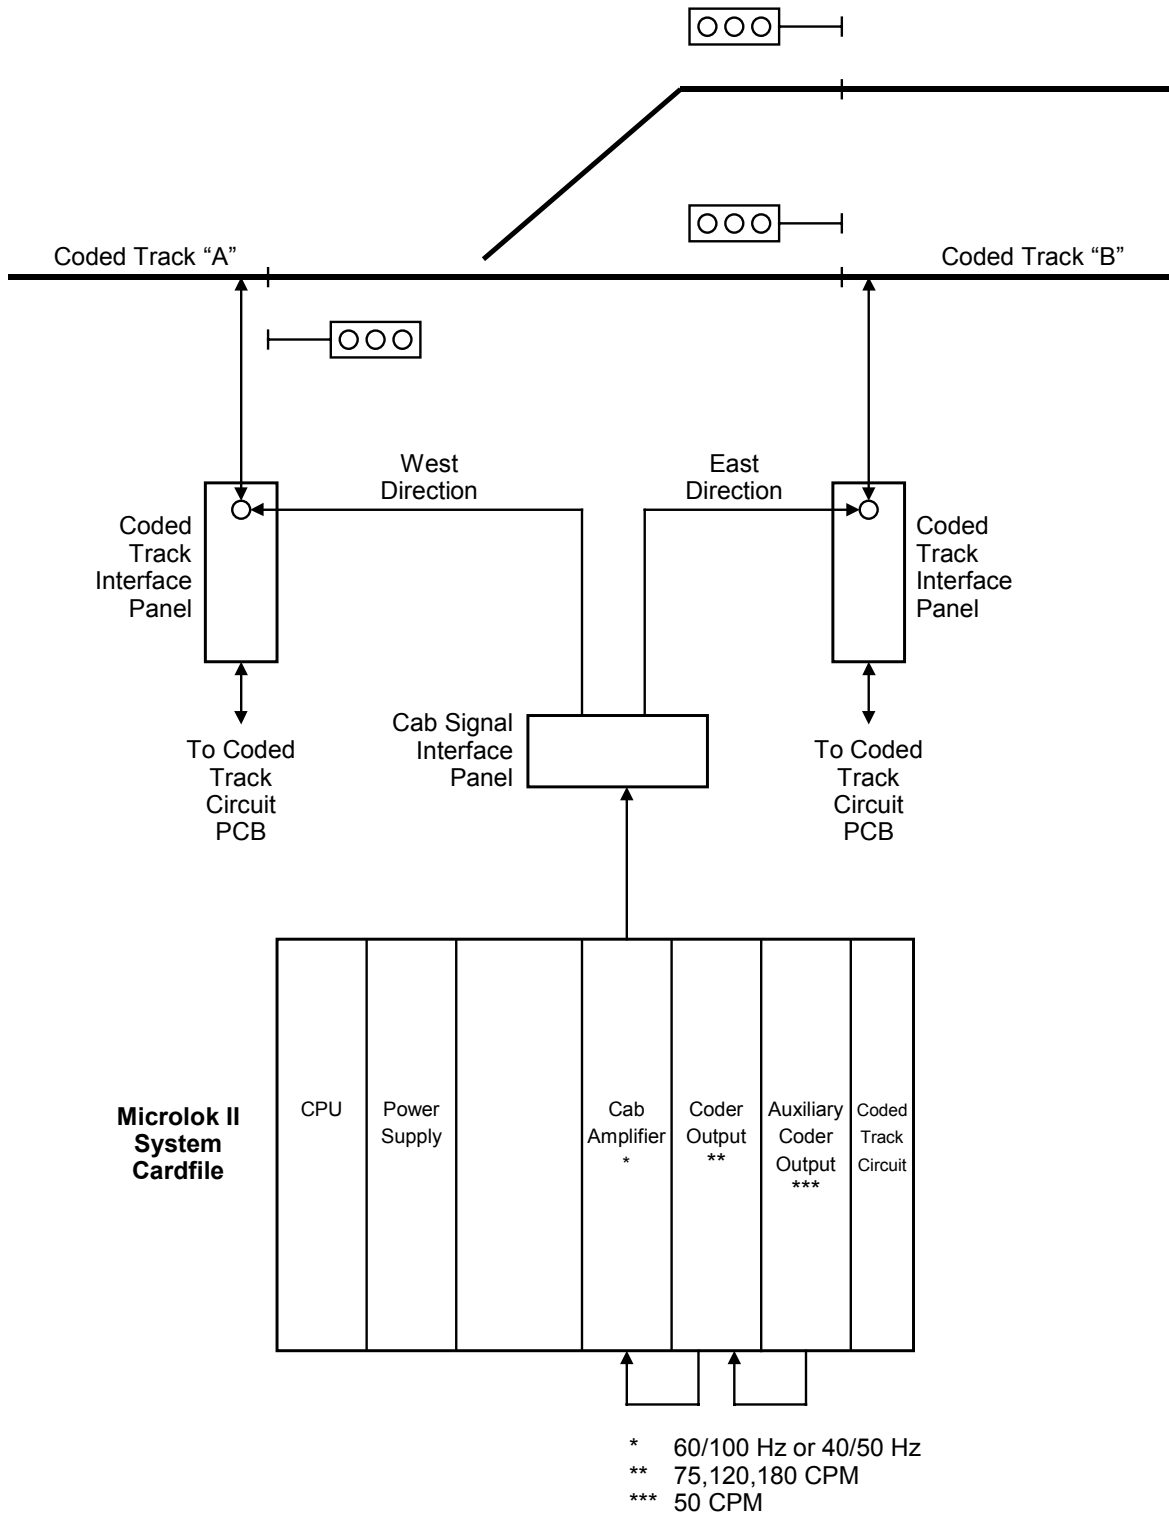 Coded Track “A”
Coded Track “B”
West
Direction
East
Direction
Coded
Track
Interface
Panel
Coded
Track
Interface
Panel
Cab Signal
Interface
Panel
To Coded
Track
Circuit
PCB
To Coded
Track
Circuit
PCB
Microlok II
System
Cardfile
CPU
Power
Supply
Cab
Amplifier
*
Coder
Output
**
Auxiliary
Coder
Output
***
Coded
Track
Circuit
* 60/100 Hz or 40/50 Hz
** 75,120,180 CPM
*** 50 CPM